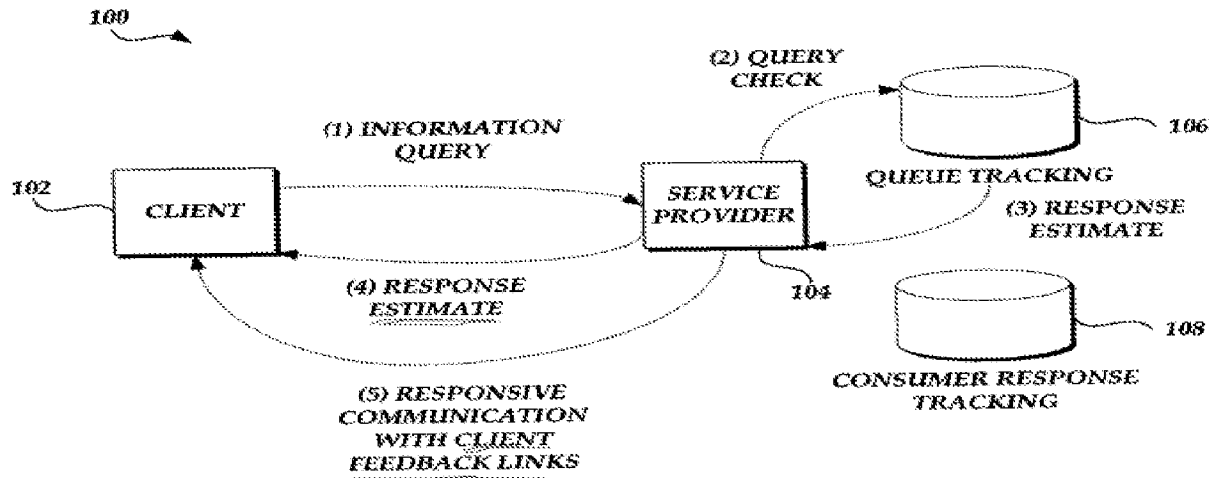 100
(2) QUERY
CHECK
(1) INFORMATION
QUERY
106
102
CLIENT
SERVICE
PROVIDER
QUEUE TRACKING
(3) RESPONSE
ESTIMATE
(4) RESPONSE
ESTIMATE
104
108
(5) RESPONSIVE
COMMUNICATION
WITH CLIENT
FEEDBACK LINKS
CONSUMER RESPONSE
TRACKING